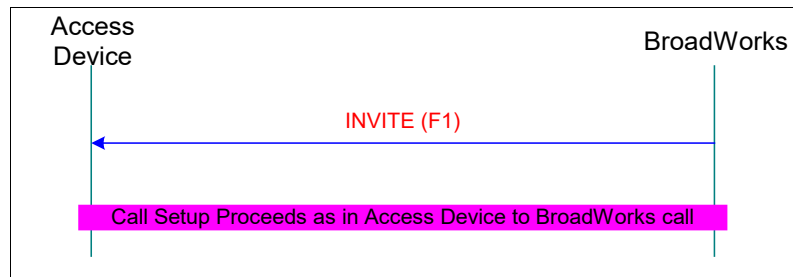 Access
Device
BroadWorks
INVITE (F1)
Call Setup Proceeds as in Access Device to BroadWorks call